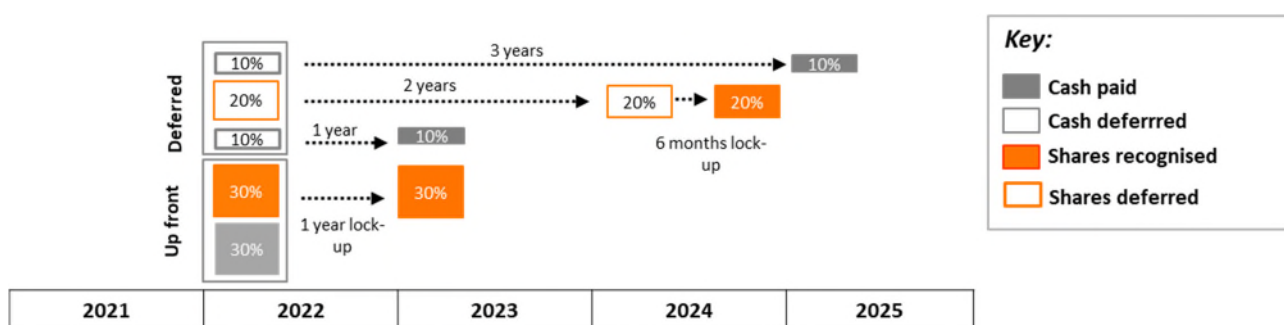 Deferred
10%
3 years
10%
20%
2 years
20%
20%
10%
1 year
10%
6 months lock-
up
Up front
30%
30%
1 year lock-
up
30%
2021
2022
2023
2024
2025
Key:
Cash paid
Cash deferrred
Shares recognised
Shares deferred